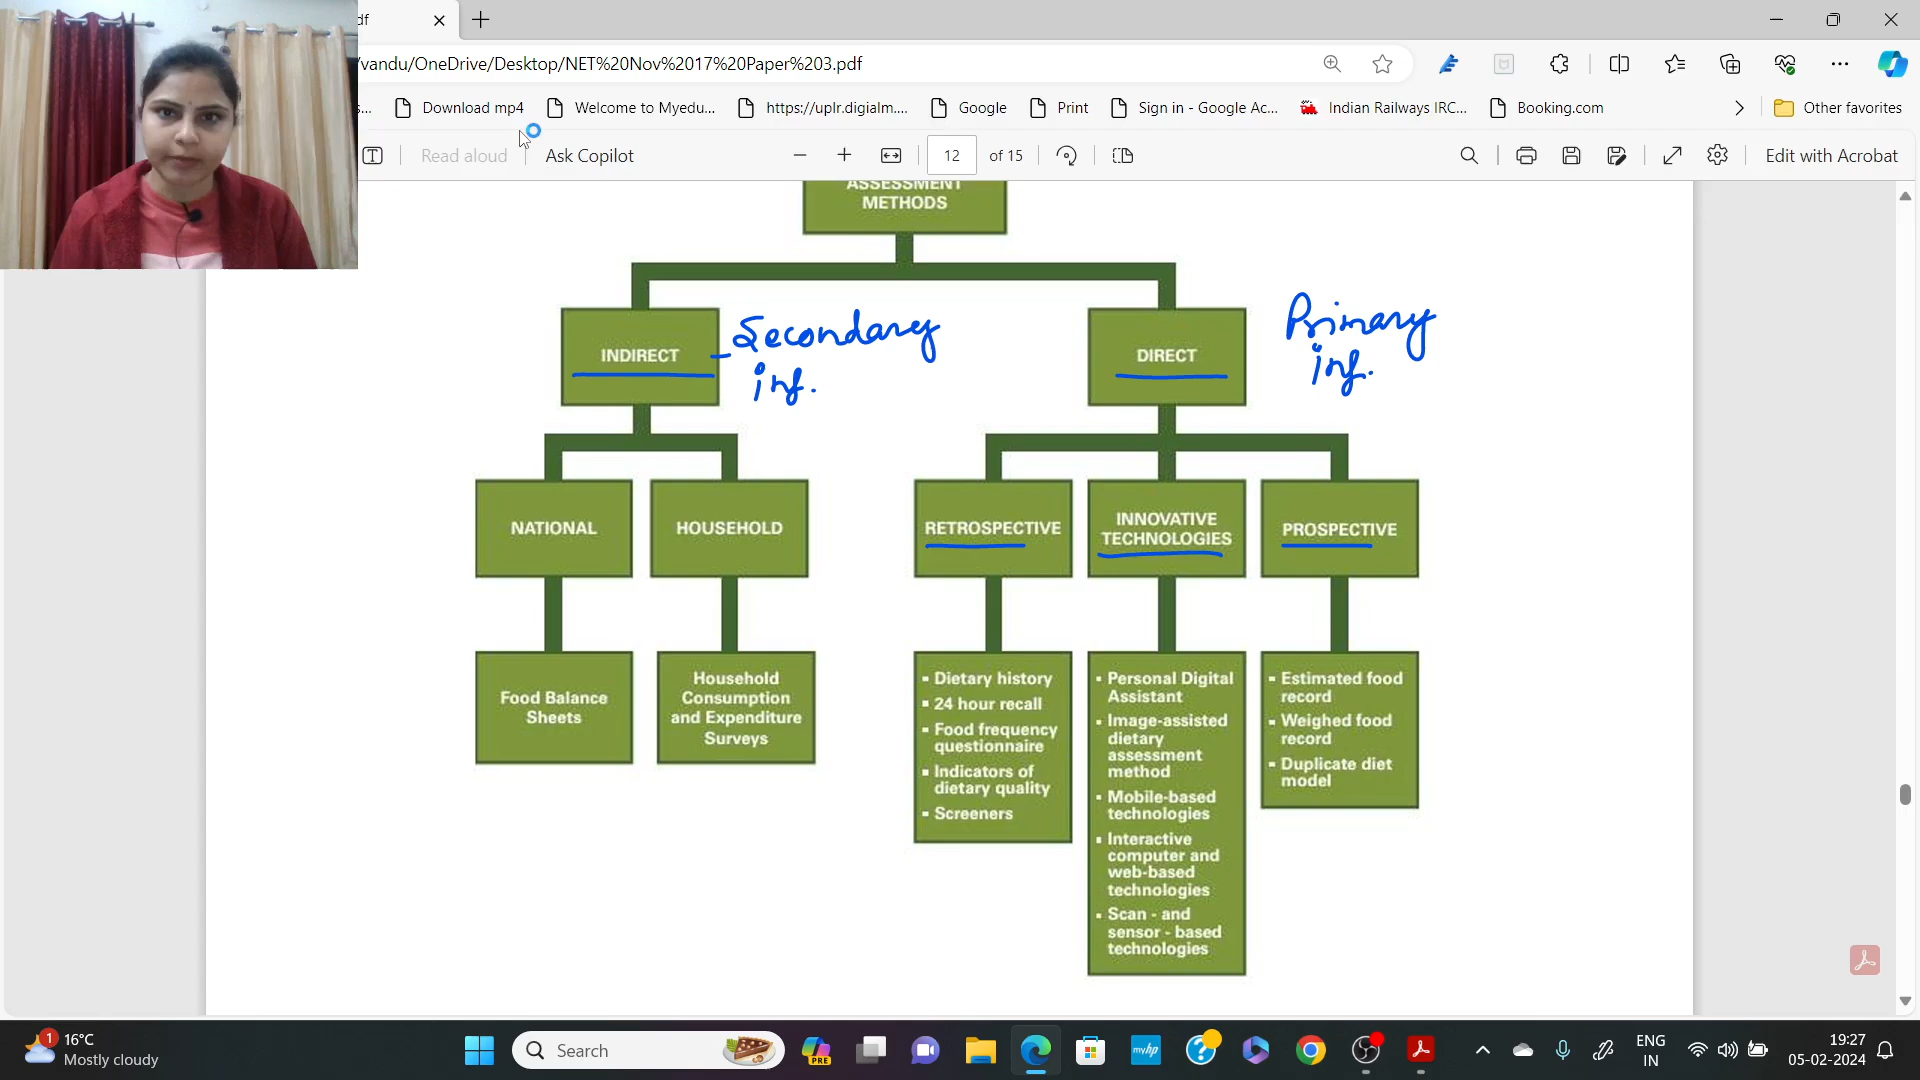 df
/vandu/OneDrive/Desktop/NET%20Nov%2017%20Paper%203.pdf
s...
Download mp4
Welcome to Myedu...
https://uplr.digialm....
Google
Print
Sign in - Google Ac...
Indian Railways IRC...
Booking.com
Other favorites
Read aloud
Ask Copilot
12
of 15
Edit with Acrobat
ASSESSMENT
METHODS
INDIRECT
Secondary
inf.
DIRECT
Primary
inf.
NATIONAL
HOUSEHOLD
RETROSPECTIVE
INNOVATIVE
TECHNOLOGIES
PROSPECTIVE
Food Balance
Sheets
Household
Consumption
and Expenditure
Surveys
▪ Dietary history
▪ 24 hour recall
▪ Food frequency
questionnaire
▪ Indicators of
dietary quality
▪ Screeners
▪ Personal Digital
Assistant
▪ Image-assisted
dietary
assessment
method
▪ Mobile-based
technologies
▪ Interactive
computer and
web-based
technologies
▪ Scan - and
sensor - based
technologies
▪ Estimated food
record
▪ Weighed food
record
▪ Duplicate diet
model
1
16°C
Mostly cloudy
Search
PRE
myhp
ENG
IN
19:27
05-02-2024